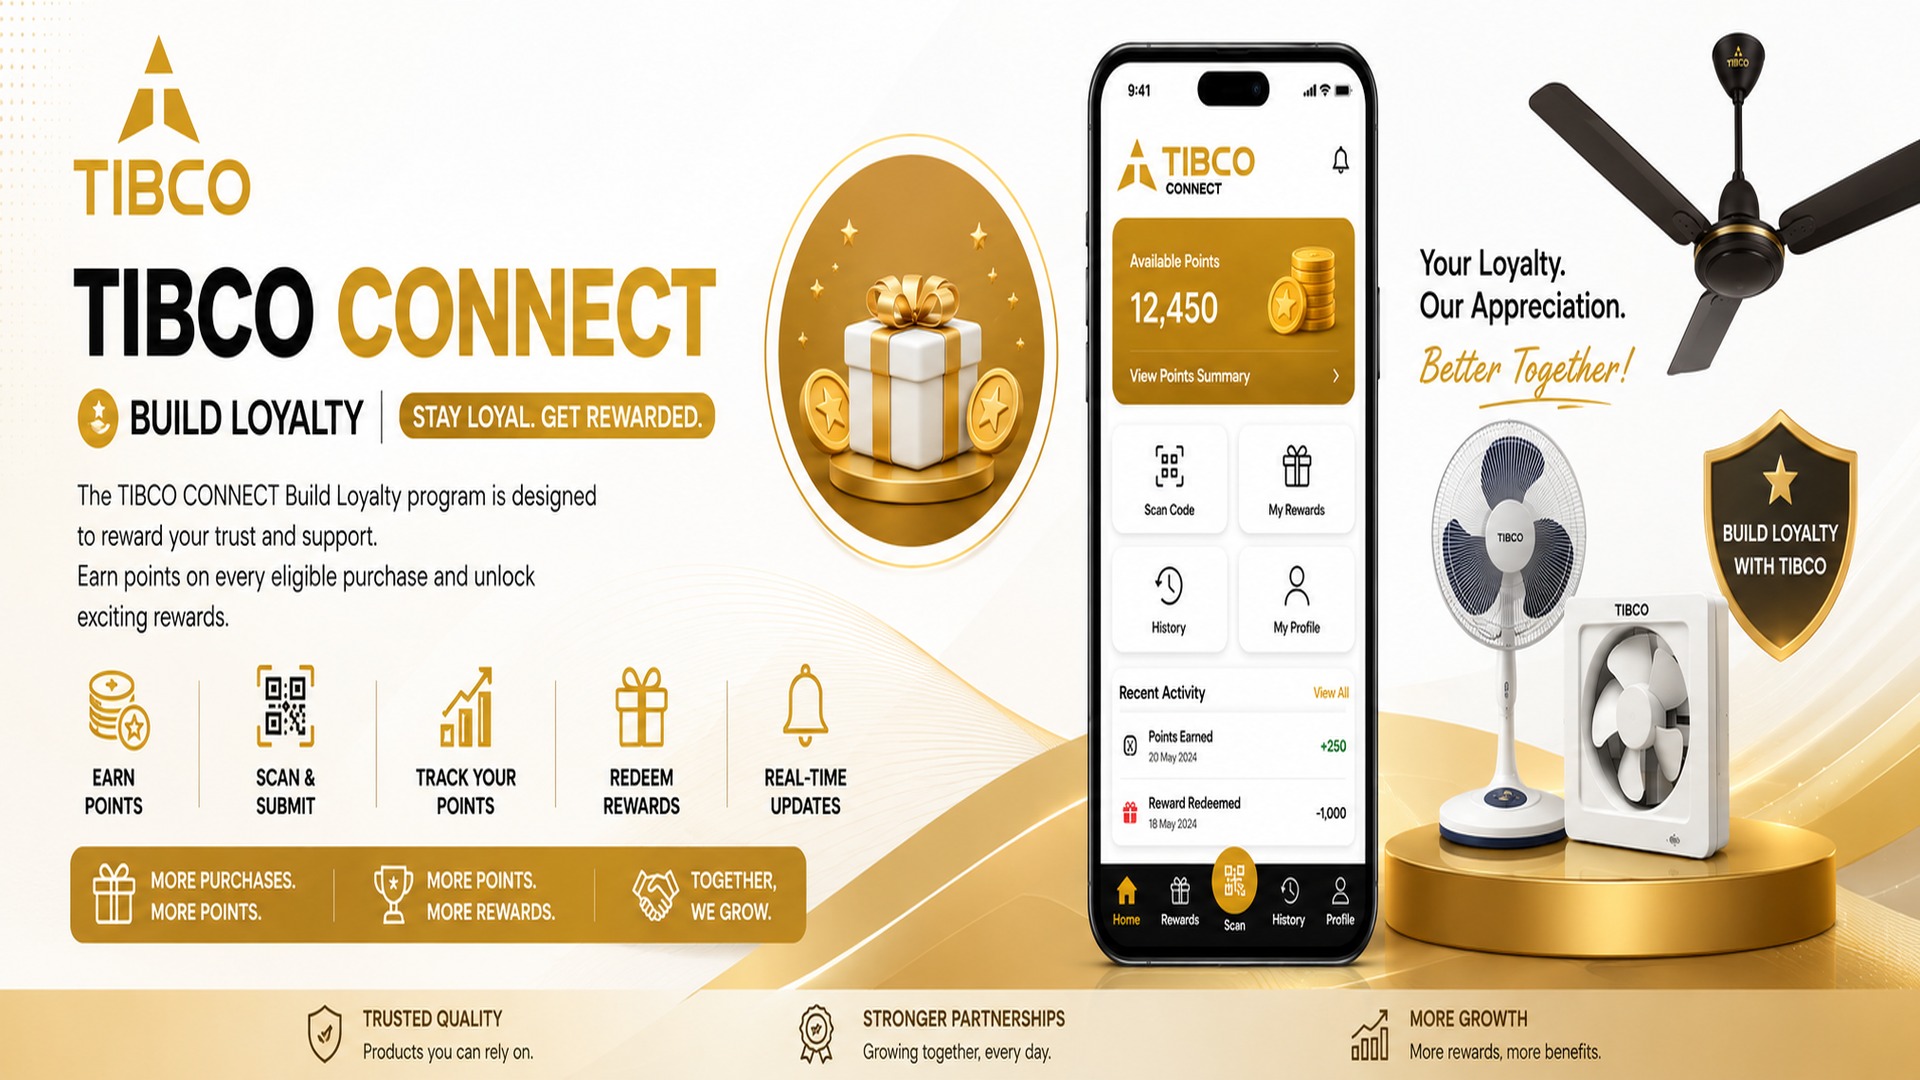 TIBCO
TIBCO CONNECT
BUILD LOYALTY
STAY LOYAL. GET REWARDED.
The TIBCO CONNECT Build Loyalty program is designed
to reward your trust and support.
Earn points on every eligible purchase and unlock
exciting rewards.
EARN
POINTS
SCAN &
SUBMIT
TRACK YOUR
POINTS
REDEEM
REWARDS
REAL-TIME
UPDATES
MORE PURCHASES.
MORE POINTS.
MORE POINTS.
MORE REWARDS.
TOGETHER,
WE GROW.
9:41
TIBCO
CONNECT
Available Points
12,450
View Points Summary
Scan Code
My Rewards
History
My Profile
Recent Activity
View All
Points Earned
20 May 2024
+250
Reward Redeemed
18 May 2024
-1,000
Home
Rewards
Scan
History
Profile
TIBCO
Your Loyalty.
Our Appreciation.
Better Together!
TIBCO
TIBCO
BUILD LOYALTY
WITH TIBCO
TRUSTED QUALITY
Products you can rely on.
STRONGER PARTNERSHIPS
Growing together, every day.
MORE GROWTH
More rewards, more benefits.